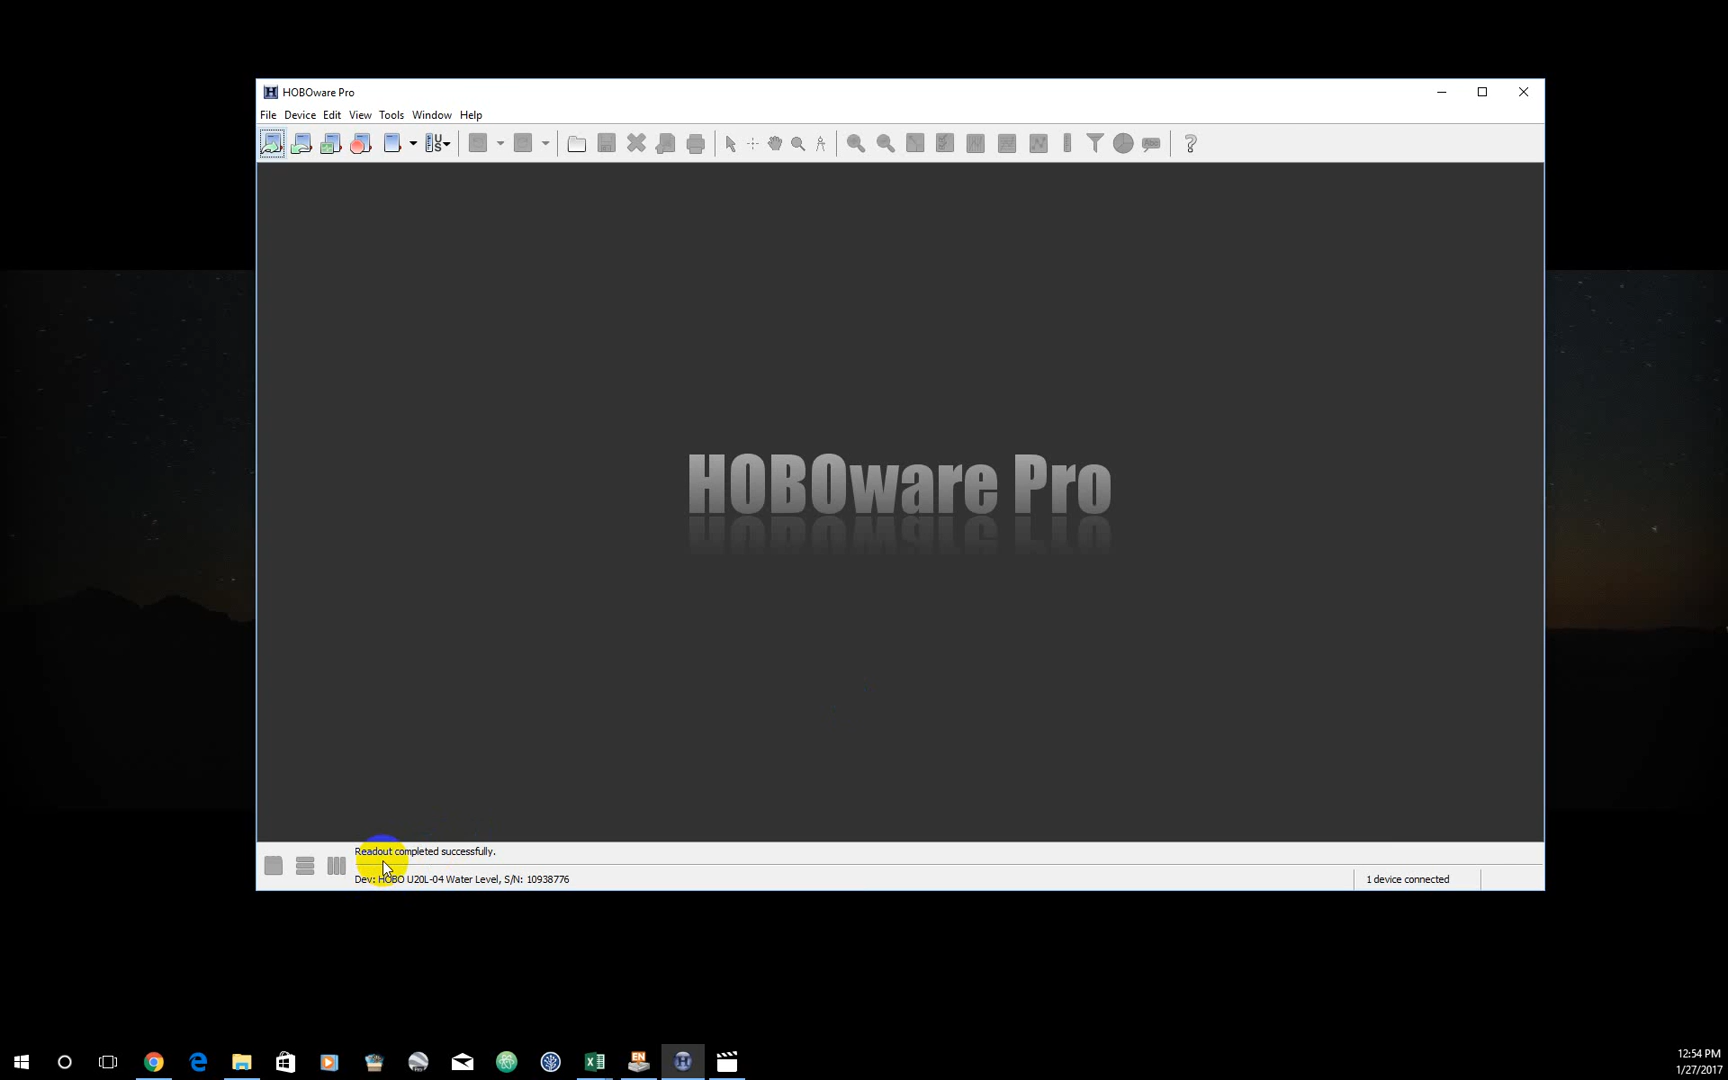 HOBOware Pro
File Device Edit View Tools Window Help
HOBOware Pro
Readout completed successfully.
Dev: HOBO U20L-04 Water Level, S/N: 10938776
1 device connected
12:54 PM
1/27/2017